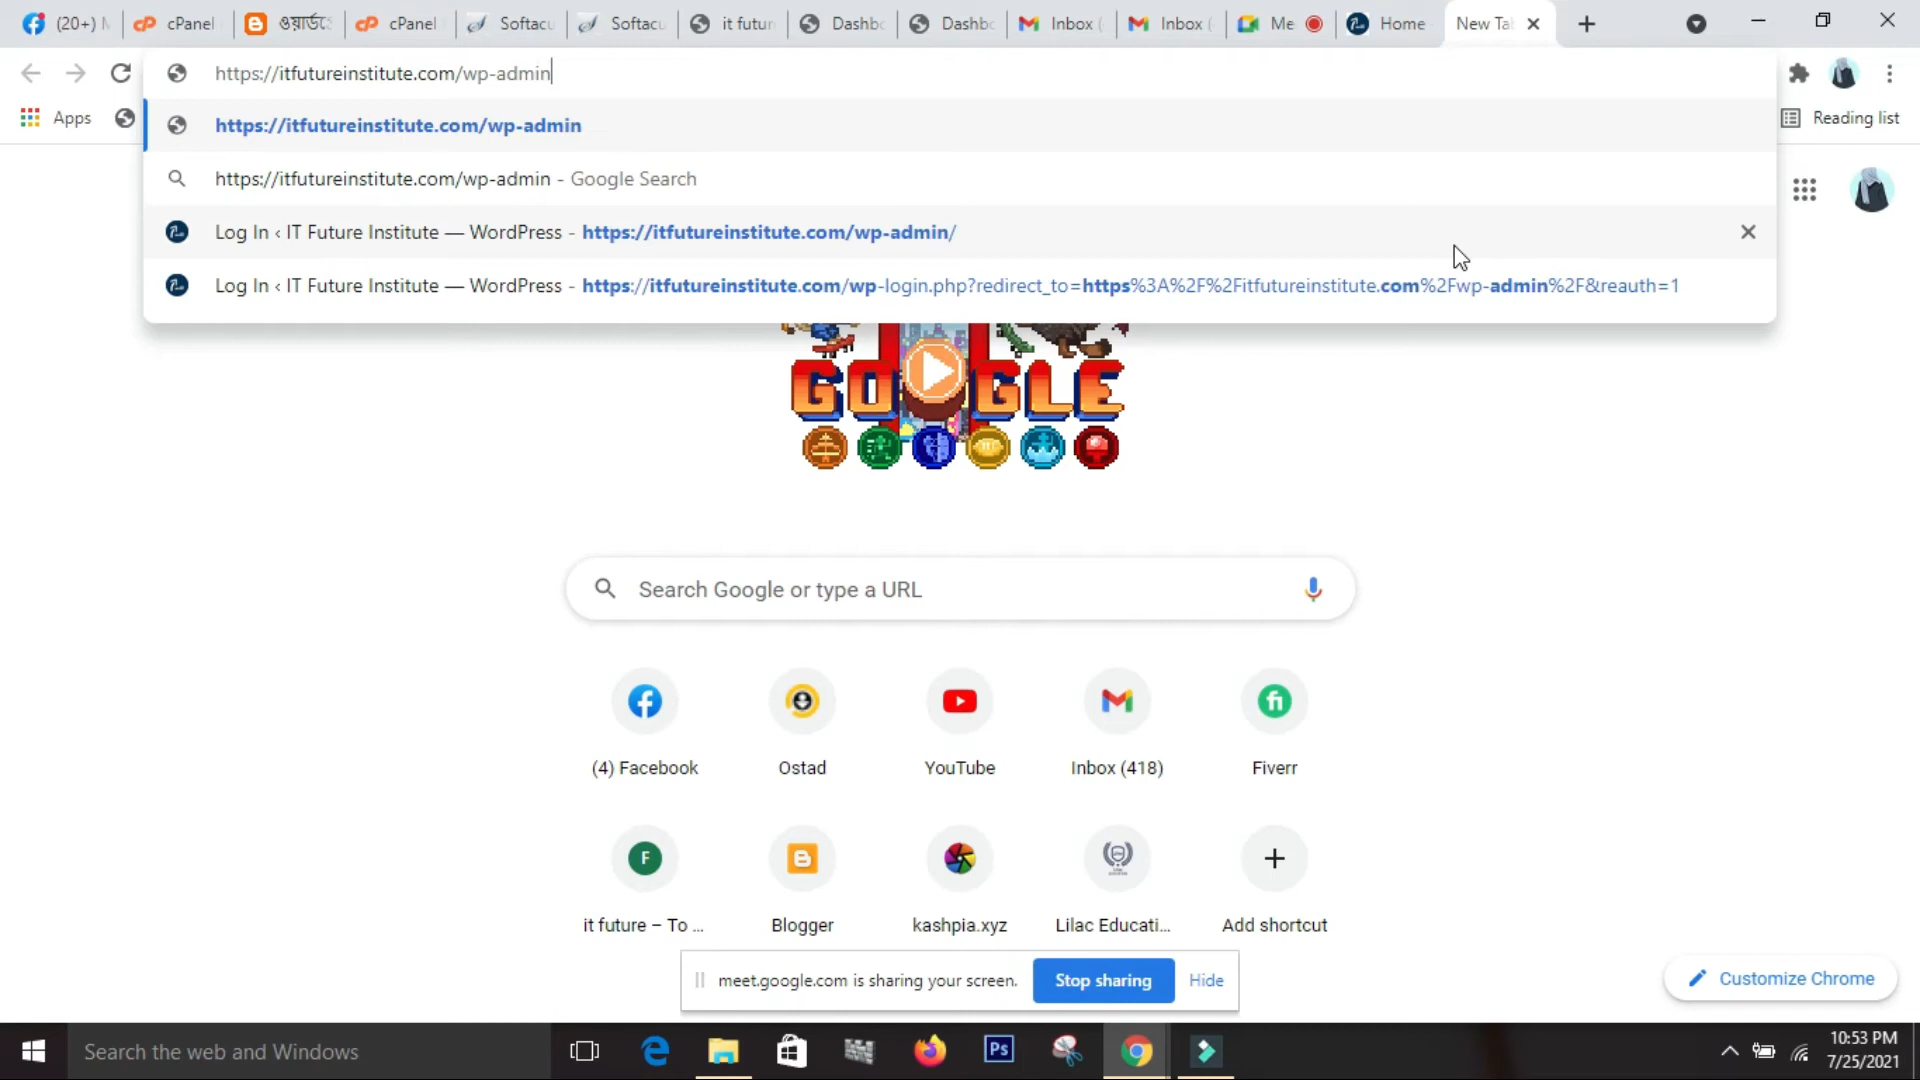 (20+) M
cPanel
ওয়ার্ডে
cPanel
Softacu
Softacu
it futur
Dashbo
Dashbo
Inbox (
Inbox (
Me
Home
New Ta
https://itfutureinstitute.com/wp-admin
Apps
Reading list
https://itfutureinstitute.com/wp-admin
https://itfutureinstitute.com/wp-admin - Google Search
Log In ‹ IT Future Institute — WordPress - https://itfutureinstitute.com/wp-admin/
Log In ‹ IT Future Institute — WordPress - https://itfutureinstitute.com/wp-login.php?redirect_to=https%3A%2F%2Fitfutureinstitute.com%2Fwp-admin%2F&reauth=1
GOOGLE
Search Google or type a URL
(4) Facebook
Ostad
YouTube
Inbox (418)
Fiverr
F
it future – To ...
Blogger
kashpia.xyz
Lilac Educati...
Add shortcut
meet.google.com is sharing your screen.
Stop sharing
Hide
Customize Chrome
Search the web and Windows
Ps
10:53 PM
7/25/2021